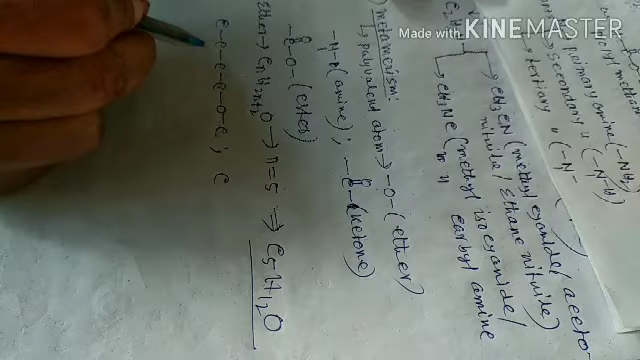 Made with KINEMASTER
primary amine (-NH₂)
secondary " (-N-H)
tertiary " (-N-
CH₃CN (methyl cyanide/ aceto-
nitrile/ Ethane nitrile)
CH₃NC (methyl isocyanide/
carbyl amine
metamerism:
↳ polyvalent atom → -O- (ether)
-N-H (amine); -C- (ketone)
O
-C-O- (ester)
O
Ether → CnH2n+2O → n=5 ⇒ C₅H₁₂O
C-C-C-C-O-C ; C